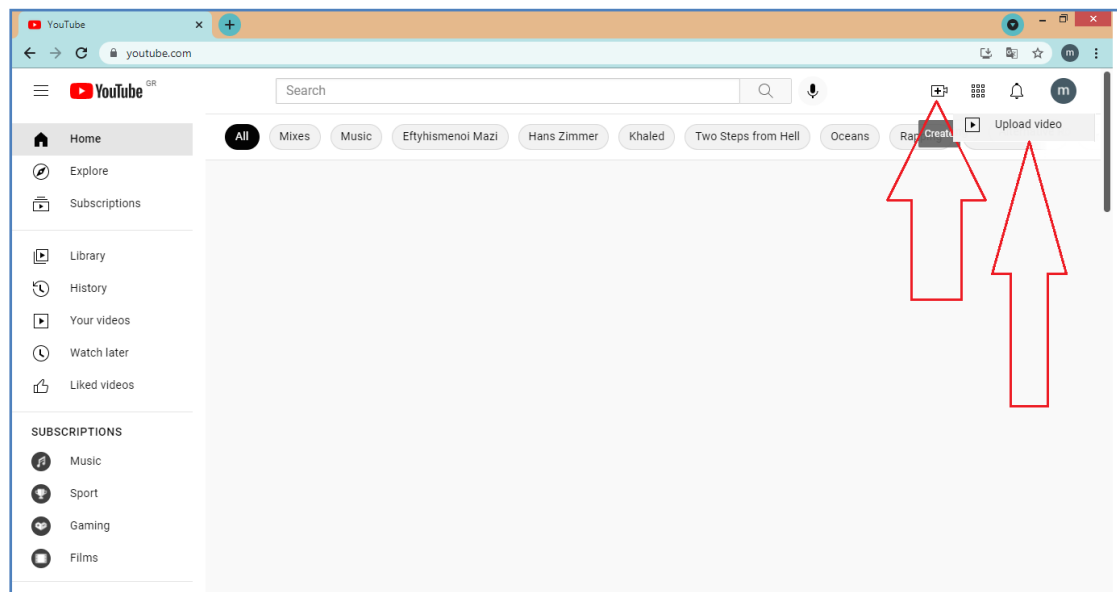 YouTube
youtube.com
m
YouTube GR
Search
m
All Mixes Music Eftyhismenoi Mazi Hans Zimmer Khaled Two Steps from Hell Oceans
Create
Upload video
Home
Explore
Subscriptions
Library
History
Your videos
Watch later
Liked videos
SUBSCRIPTIONS
Music
Sport
Gaming
Films